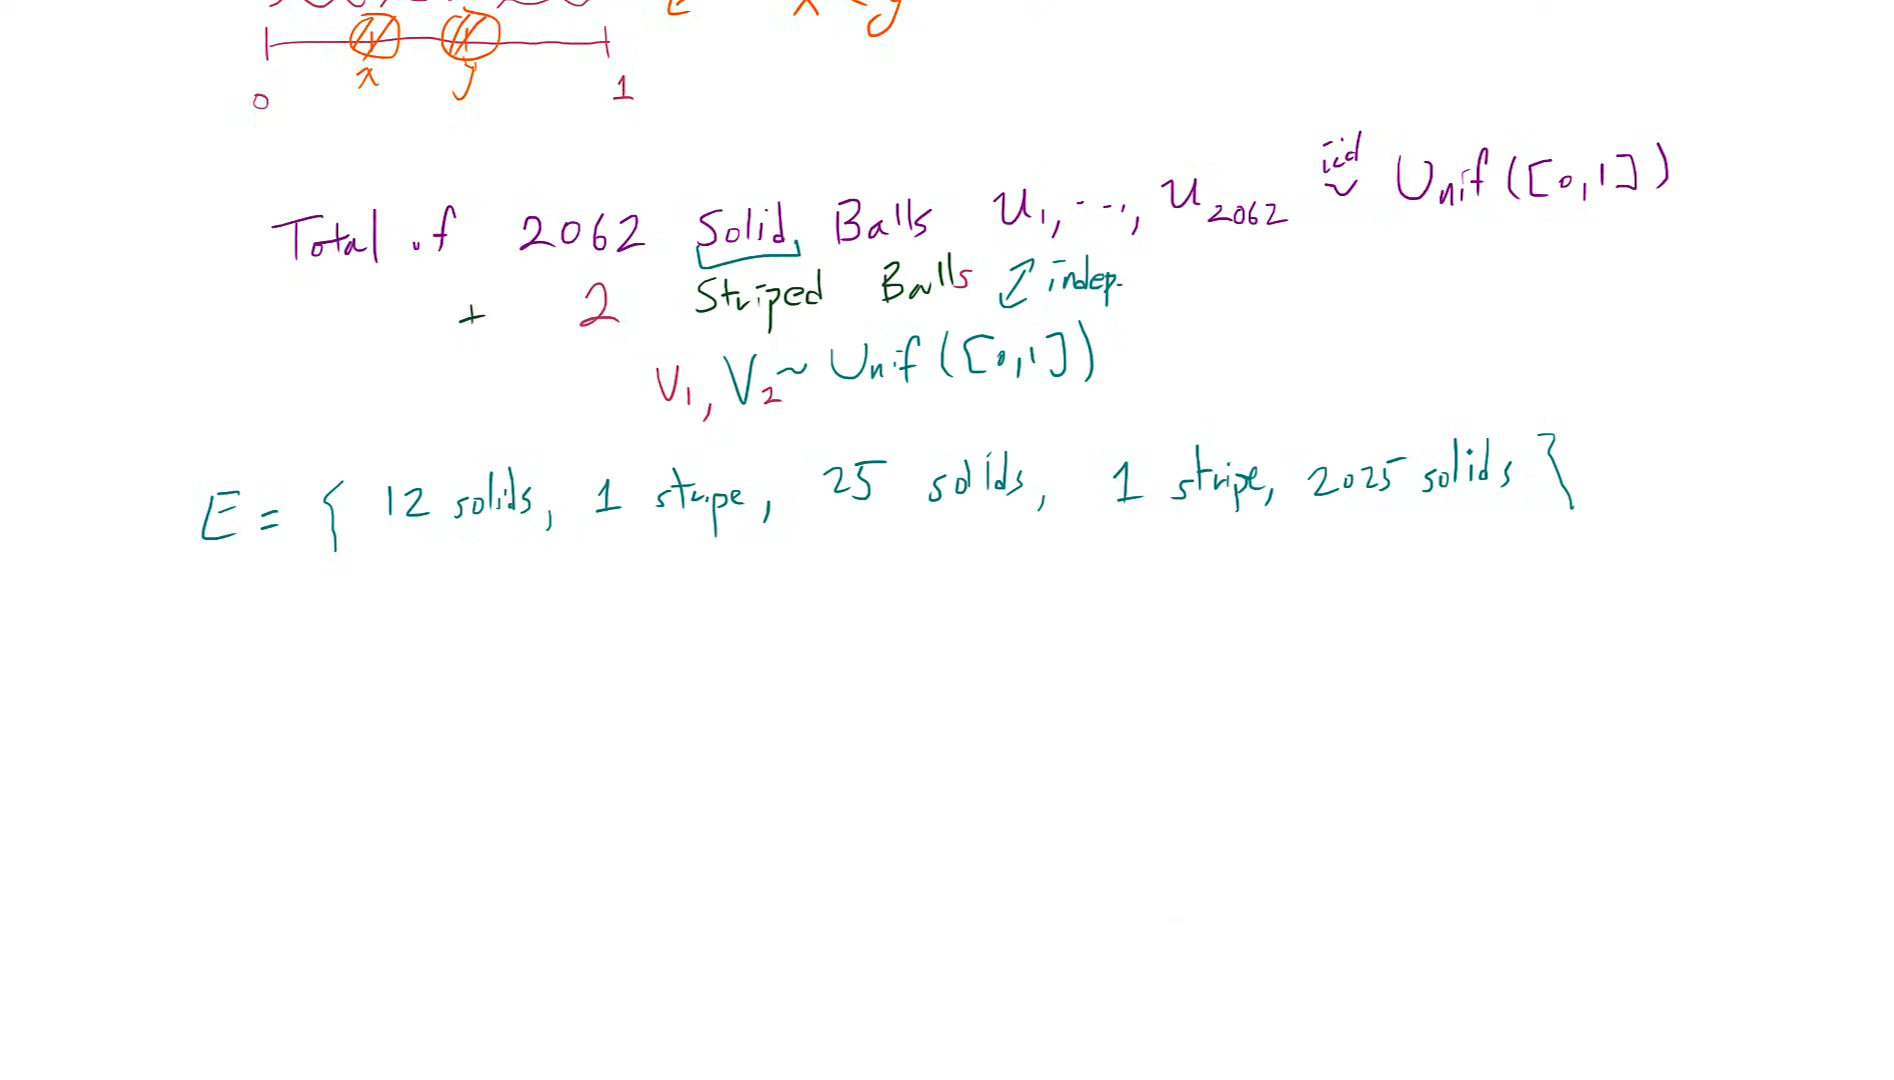 x y
0 1
Total of 2062 Solid Balls U₁, ..., U₂₀₆₂ iid ~ Unif([0,1])
+ 2 Striped Balls ↕ indep.
V₁, V₂ ~ Unif([0,1])
E = { 12 solids, 1 stripe, 25 solids, 1 stripe, 2025 solids }